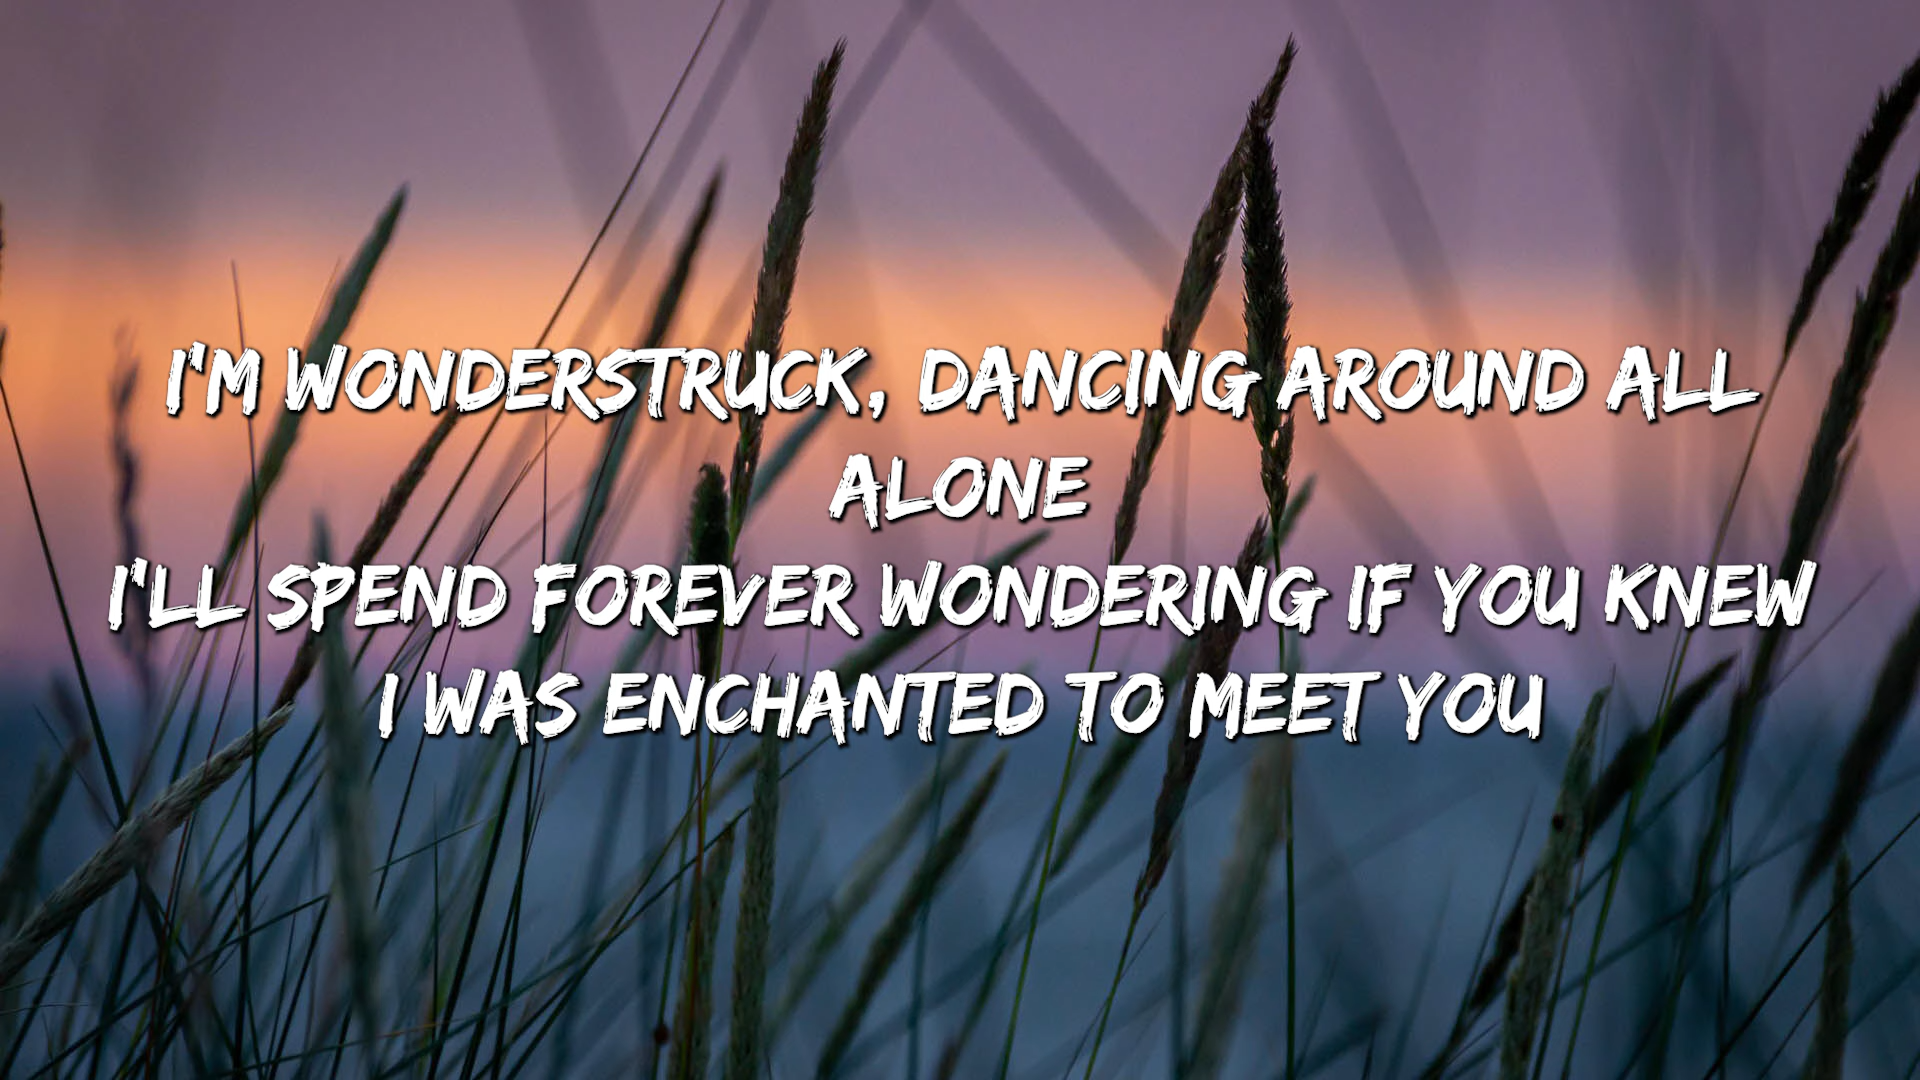 I'M WONDERSTRUCK, DANCING AROUND ALL
ALONE
I'LL SPEND FOREVER WONDERING IF YOU KNEW
I WAS ENCHANTED TO MEET YOU